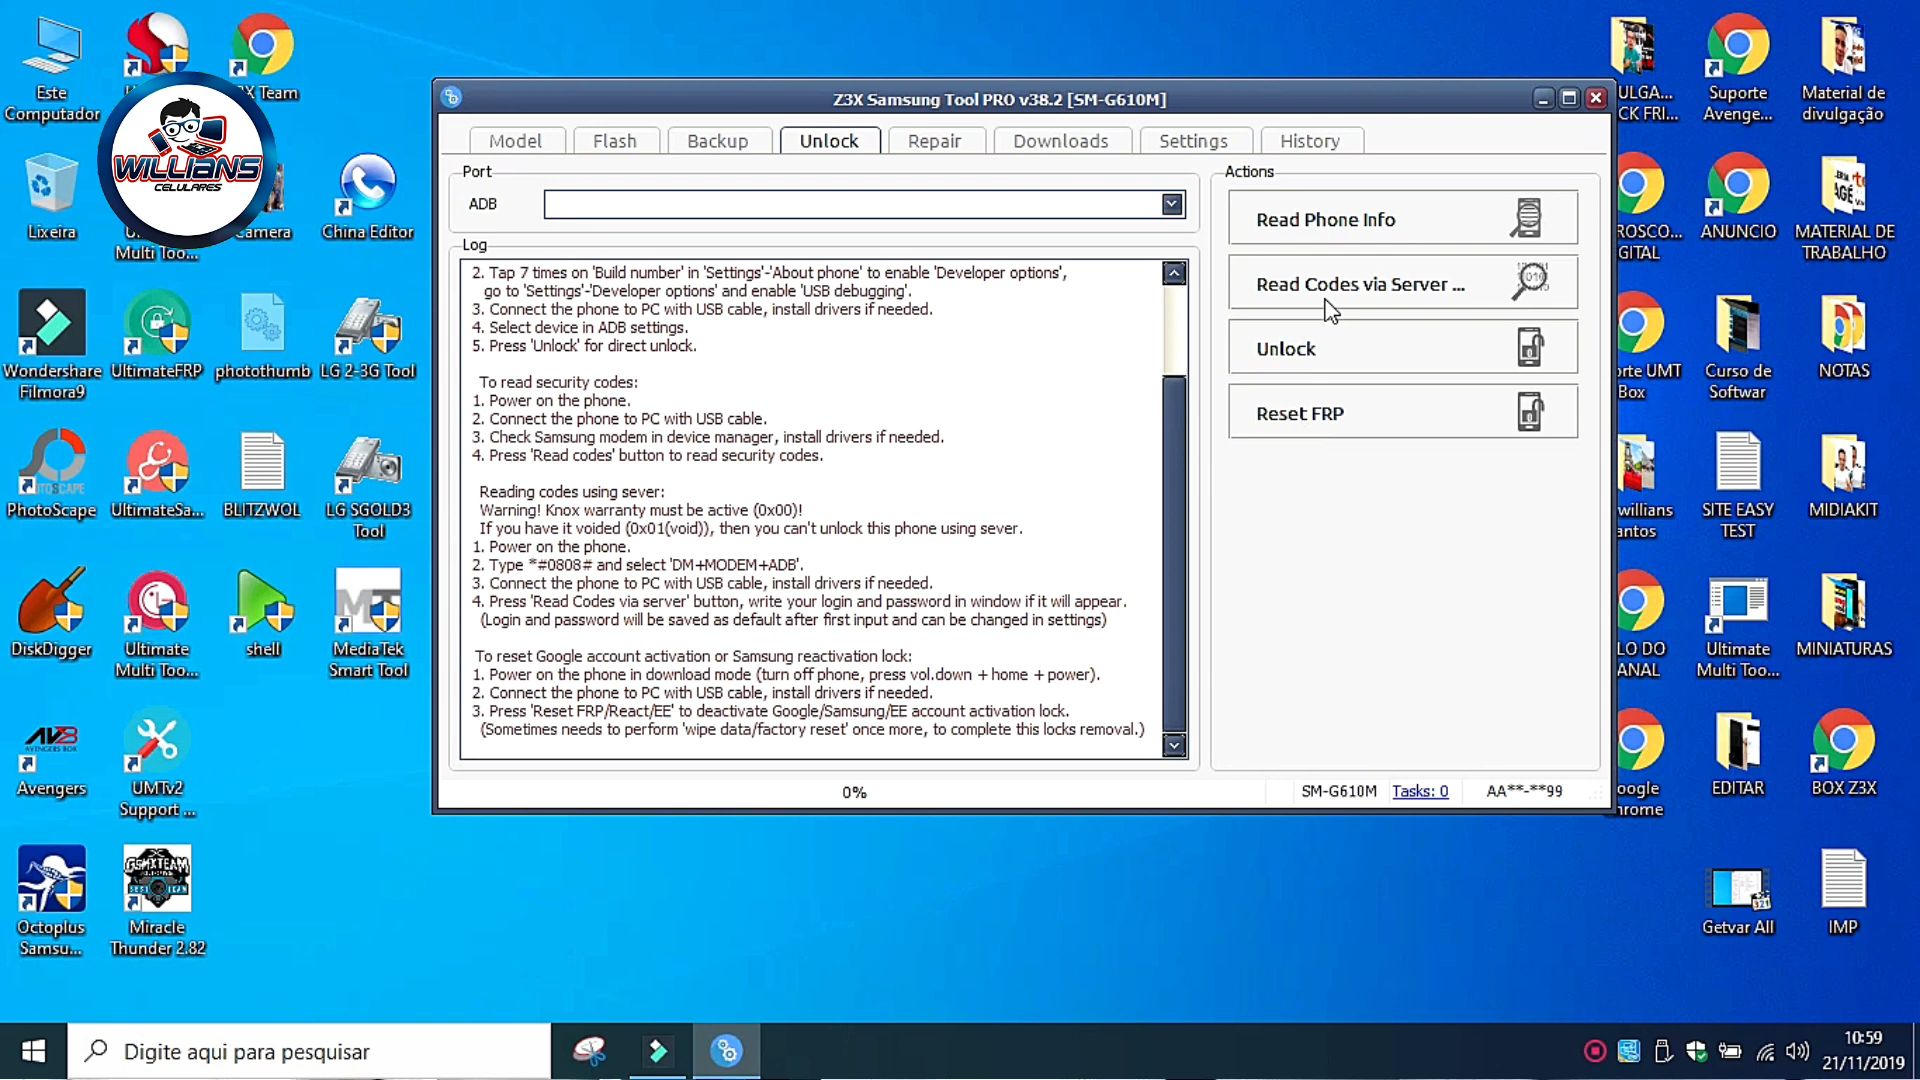 Z3X Samsung Tool PRO v38.2 [SM-G610M]
Model
Flash
Backup
Unlock
Repair
Downloads
Settings
History
Port
ADB
Log
2. Tap 7 times on 'Build number' in 'Settings'-'About phone' to enable 'Developer options',
go to 'Settings'-'Developer options' and enable 'USB debugging'.
3. Connect the phone to PC with USB cable, install drivers if needed.
4. Select device in ADB settings.
5. Press 'Unlock' for direct unlock.
To read security codes:
1. Power on the phone.
2. Connect the phone to PC with USB cable.
3. Check Samsung modem in device manager, install drivers if needed.
4. Press 'Read codes' button to read security codes.
Reading codes using sever:
Warning! Knox warranty must be active (0x00)!
If you have it voided (0x01(void)), then you can't unlock this phone using sever.
1. Power on the phone.
2. Type *#0808# and select 'DM+MODEM+ADB'.
3. Connect the phone to PC with USB cable, install drivers if needed.
4. Press 'Read Codes via server' button, write your login and password in window if it will appear.
(Login and password will be saved as default after first input and can be changed in settings)
To reset Google account activation or Samsung reactivation lock:
1. Power on the phone in download mode (turn off phone, press vol.down + home + power).
2. Connect the phone to PC with USB cable, install drivers if needed.
3. Press 'Reset FRP/React/EE' to deactivate Google/Samsung/EE account activation lock.
(Sometimes needs to perform 'wipe data/factory reset' once more, to complete this locks removal.)
Actions
Read Phone Info
Read Codes via Server ...
Unlock
Reset FRP
0%
SM-G610M
Tasks: 0
AA**-**99
Este
Computador
X Team
WILLIANS
CELULARES
Lixeira
Multi Too...
amera
China Editor
Wondershare
Filmora9
UltimateFRP
photothumb
LG 2-3G Tool
PhotoScape
UltimateSa...
BLITZWOL
LG SGOLD3
Tool
DiskDigger
Ultimate
Multi Too...
shell
MediaTek
Smart Tool
AVB
AVENGERS BOX
Avengers
UMTv2
Support ...
Octoplus
Samsu...
GSMXTEAM
Miracle
Thunder 2.82
ULGA...
CK FRI...
Suporte
Avenge...
Material de
divulgação
ROSCO...
GITAL
ANUNCIO
MATERIAL DE
TRABALHO
orte UMT
Box
Curso de
Softwar
NOTAS
willians
antos
SITE EASY
TEST
MIDIAKIT
LO DO
ANAL
Ultimate
Multi Too...
MINIATURAS
oogle
hrome
EDITAR
BOX Z3X
Getvar All
IMP
Digite aqui para pesquisar
10:59
21/11/2019